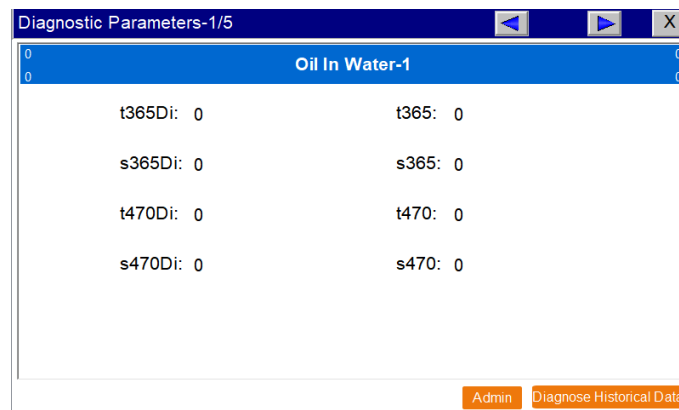 Diagnostic Parameters-1/5 X
0 0
Oil In Water-1
0 0
t365Di: 0 t365: 0
s365Di: 0 s365: 0
t470Di: 0 t470: 0
s470Di: 0 s470: 0
Admin Diagnose Historical Data